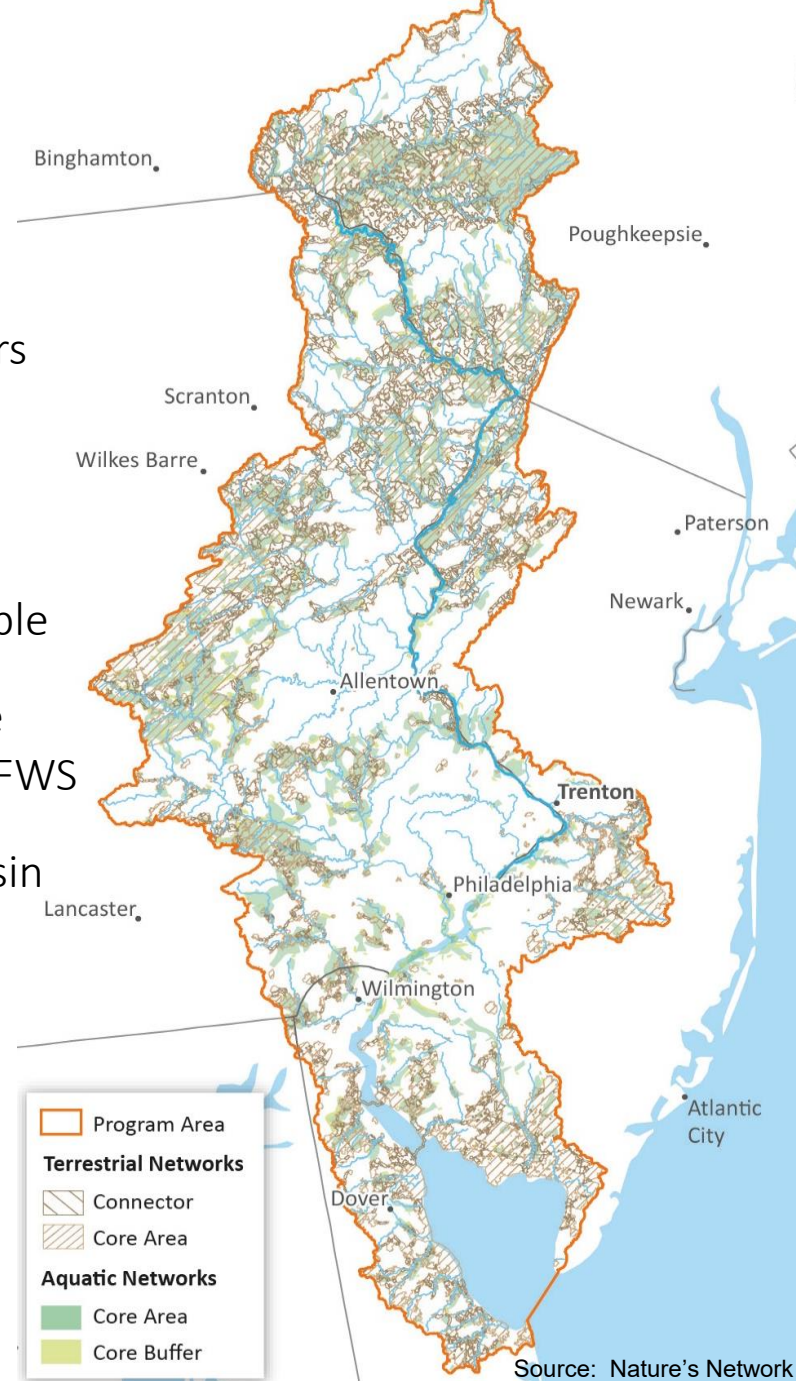 Binghamton
Poughkeepsie
rs
Scranton
Wilkes Barre
Paterson
Newark
ple
Allentown
e
FWS
Trenton
sin
Philadelphia
Lancaster
Wilmington
Atlantic
City
Dover
Program Area
Terrestrial Networks
Connector
Core Area
Aquatic Networks
Core Area
Core Buffer
Source: Nature's Network